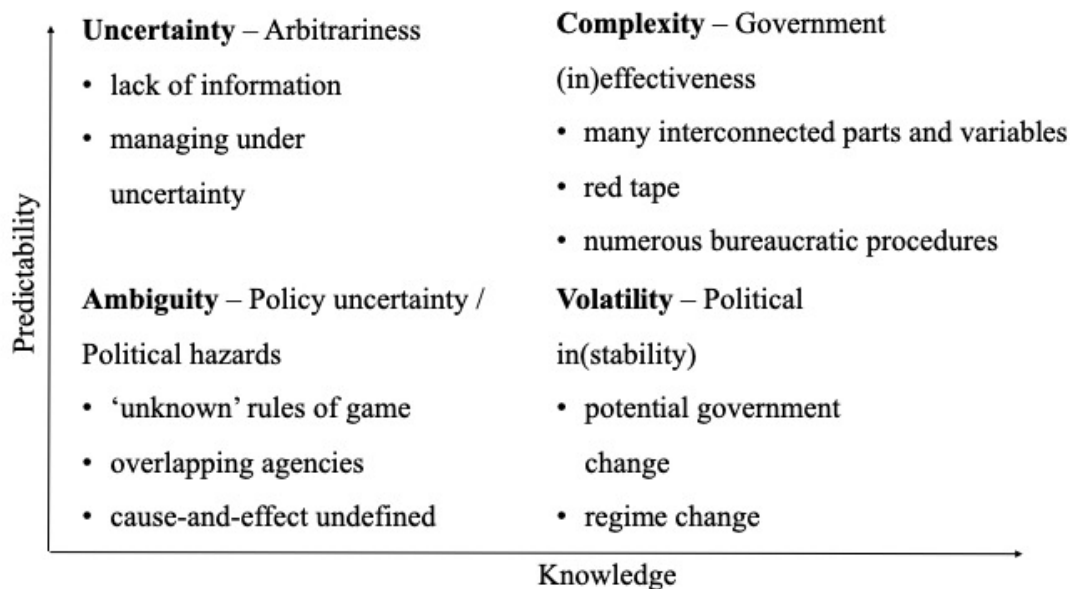 Uncertainty – Arbitrariness
• lack of information
• managing under
uncertainty
Complexity – Government
(in)effectiveness
• many interconnected parts and variables
• red tape
• numerous bureaucratic procedures
Predictability
Ambiguity – Policy uncertainty /
Political hazards
• ‘unknown’ rules of game
• overlapping agencies
• cause-and-effect undefined
Volatility – Political
in(stability)
• potential government
change
• regime change
Knowledge